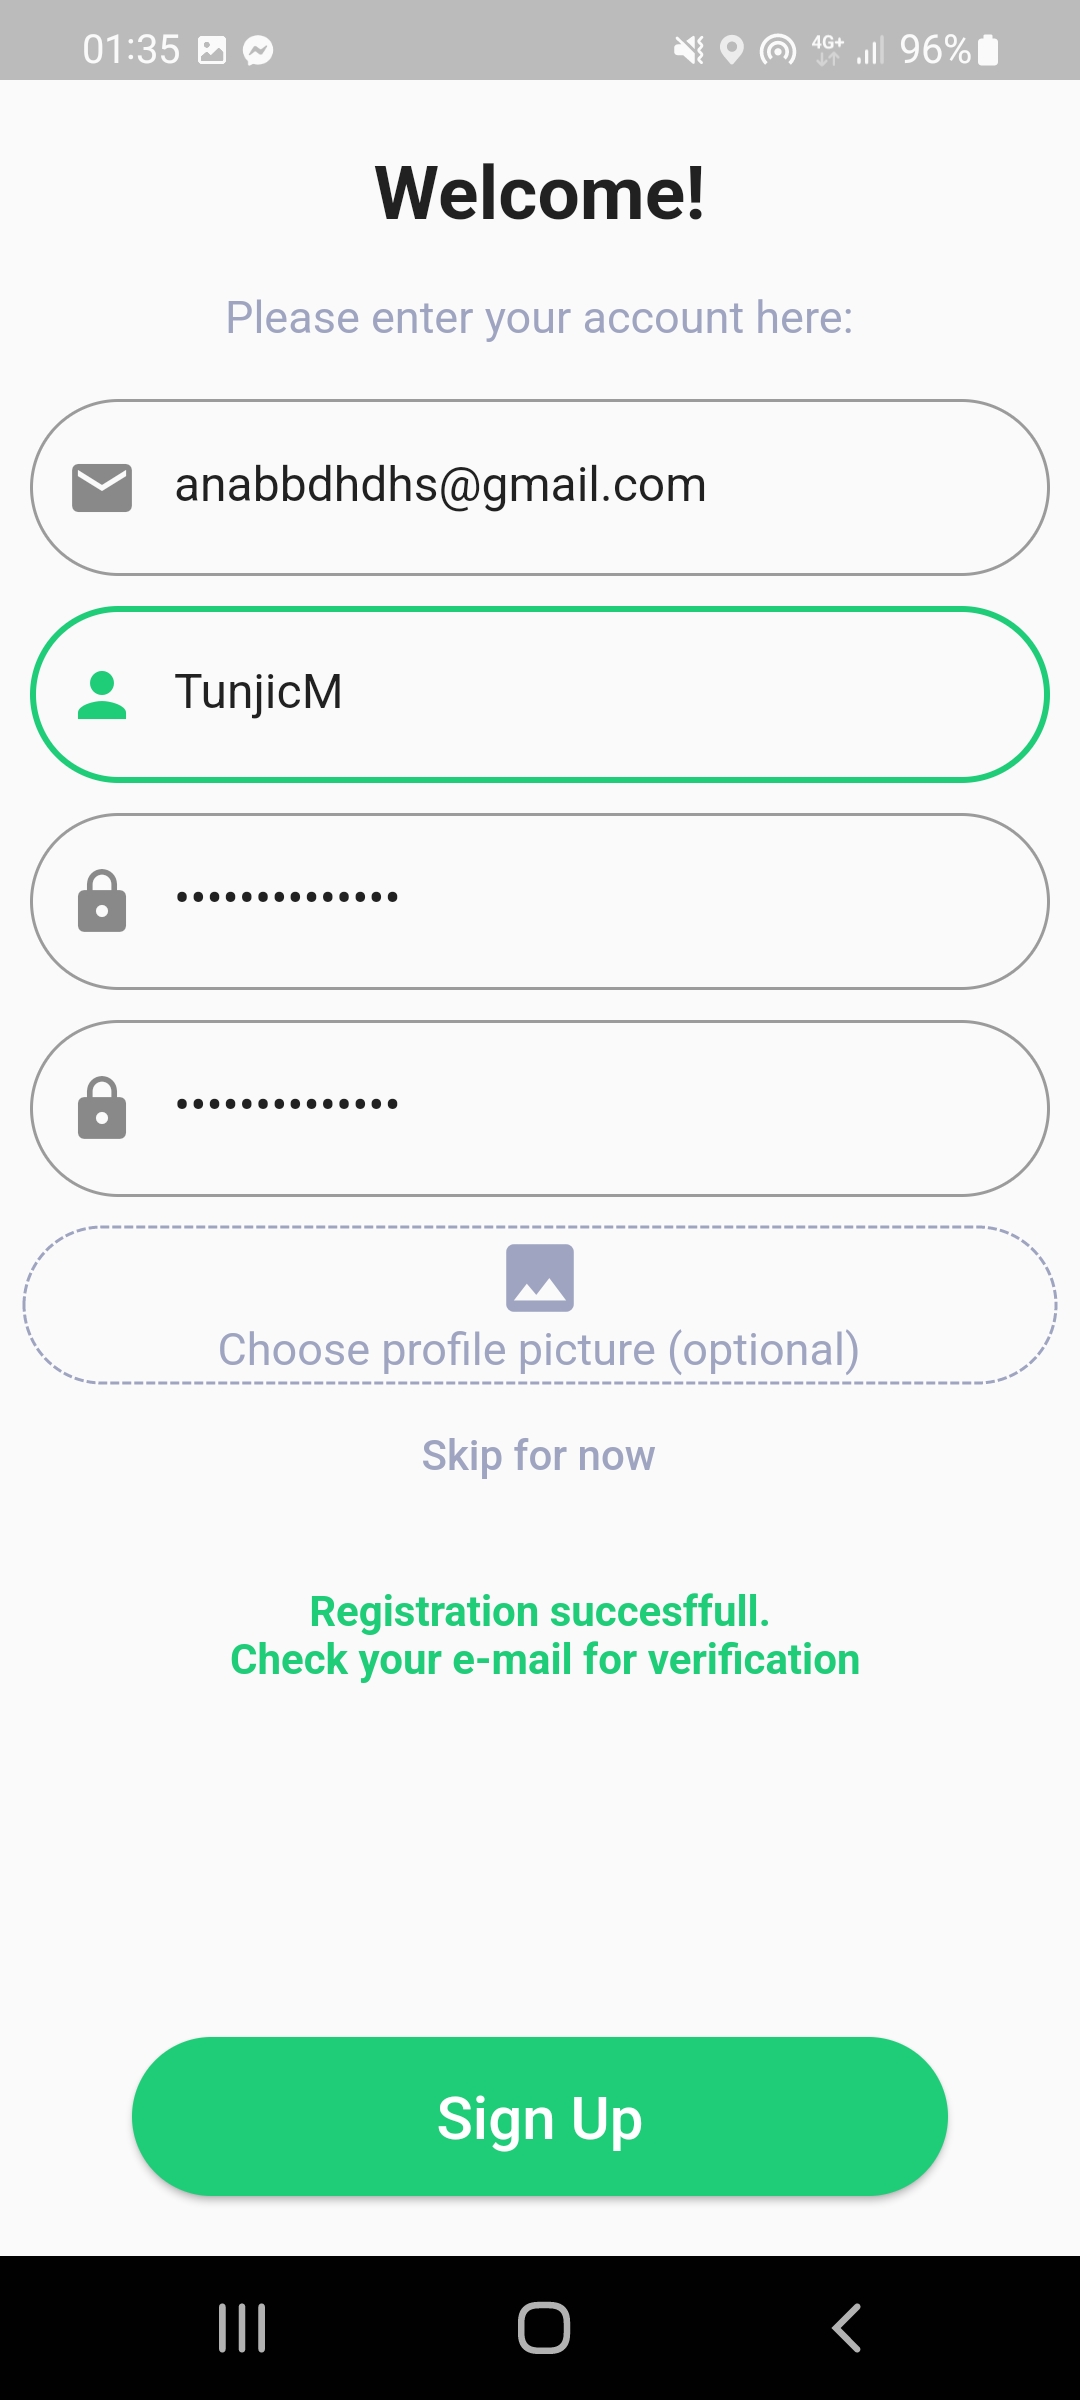 01:35 4G+ 96%
Welcome!
Please enter your account here:
anabbdhdhs@gmail.com
TunjicM
••••••••••••••
••••••••••••••
Choose profile picture (optional)
Skip for now
Registration succesffull.
Check your e-mail for verification
Sign Up